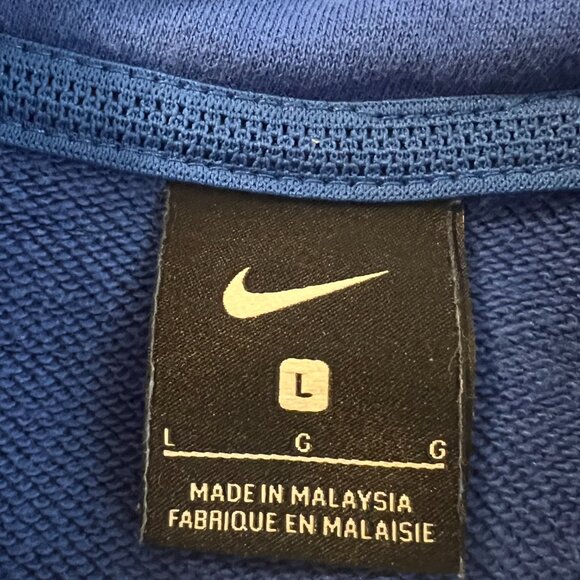 L
L G G
MADE IN MALAYSIA
FABRIQUE EN MALAISIE